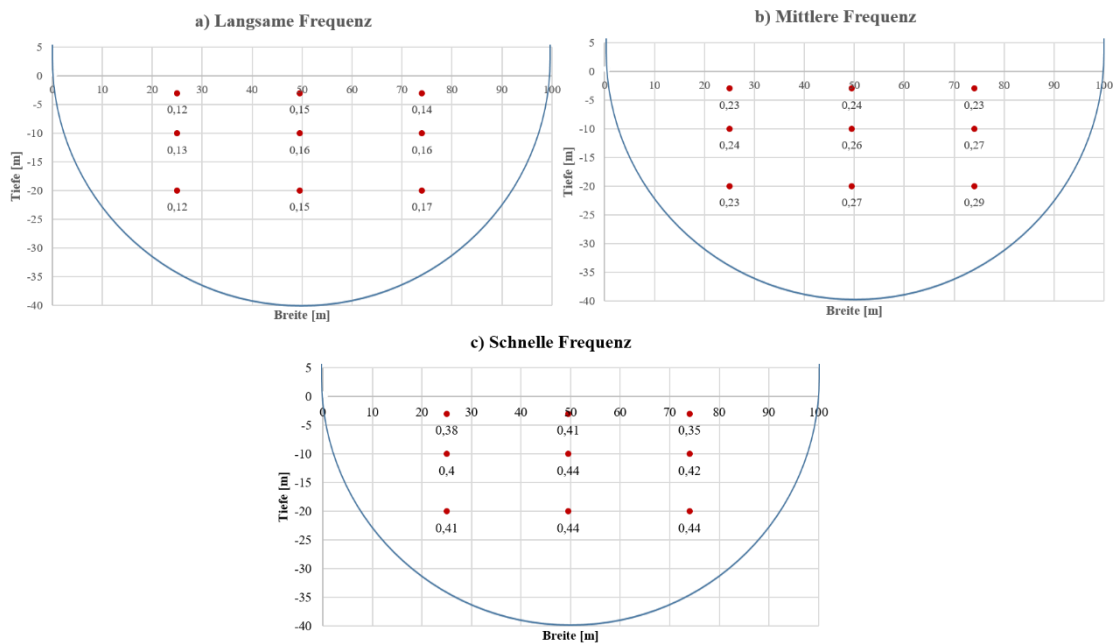 a) Langsame Frequenz
5
0
0 10 20 30 40 50 60 70 80 90 100
-5
0,12 0,15 0,14
-10
0,13 0,16 0,16
-15
-20
0,12 0,15 0,17
-25
-30
-35
-40
Tiefe [m]
Breite [m]
b) Mittlere Frequenz
5
0
0 10 20 30 40 50 60 70 80 90 100
-5
0,23 0,24 0,23
-10
0,24 0,26 0,27
-15
-20
0,23 0,27 0,29
-25
-30
-35
-40
Tiefe [m]
Breite [m]
c) Schnelle Frequenz
5
0
0 10 20 30 40 50 60 70 80 90 100
-5
0,38 0,41 0,35
-10
0,4 0,44 0,42
-15
-20
0,41 0,44 0,44
-25
-30
-35
-40
Tiefe [m]
Breite [m]